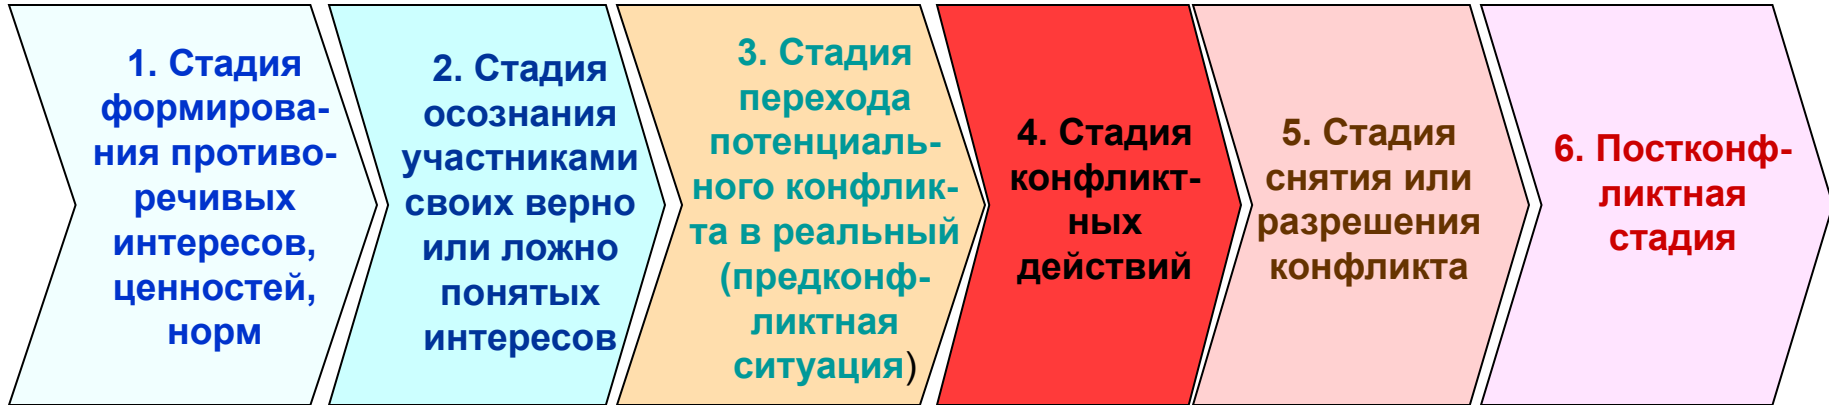 1. Стадия
формирова-
ния противо-
речивых
интересов,
ценностей,
норм
2. Стадия
осознания
участниками
своих верно
или ложно
понятых
интересов
3. Стадия
перехода
потенциаль-
ного конфлик-
та в реальный
(предконф-
ликтная
ситуация)
4. Стадия
конфликт-
ных
действий
5. Стадия
снятия или
разрешения
конфликта
6. Постконф-
ликтная
стадия